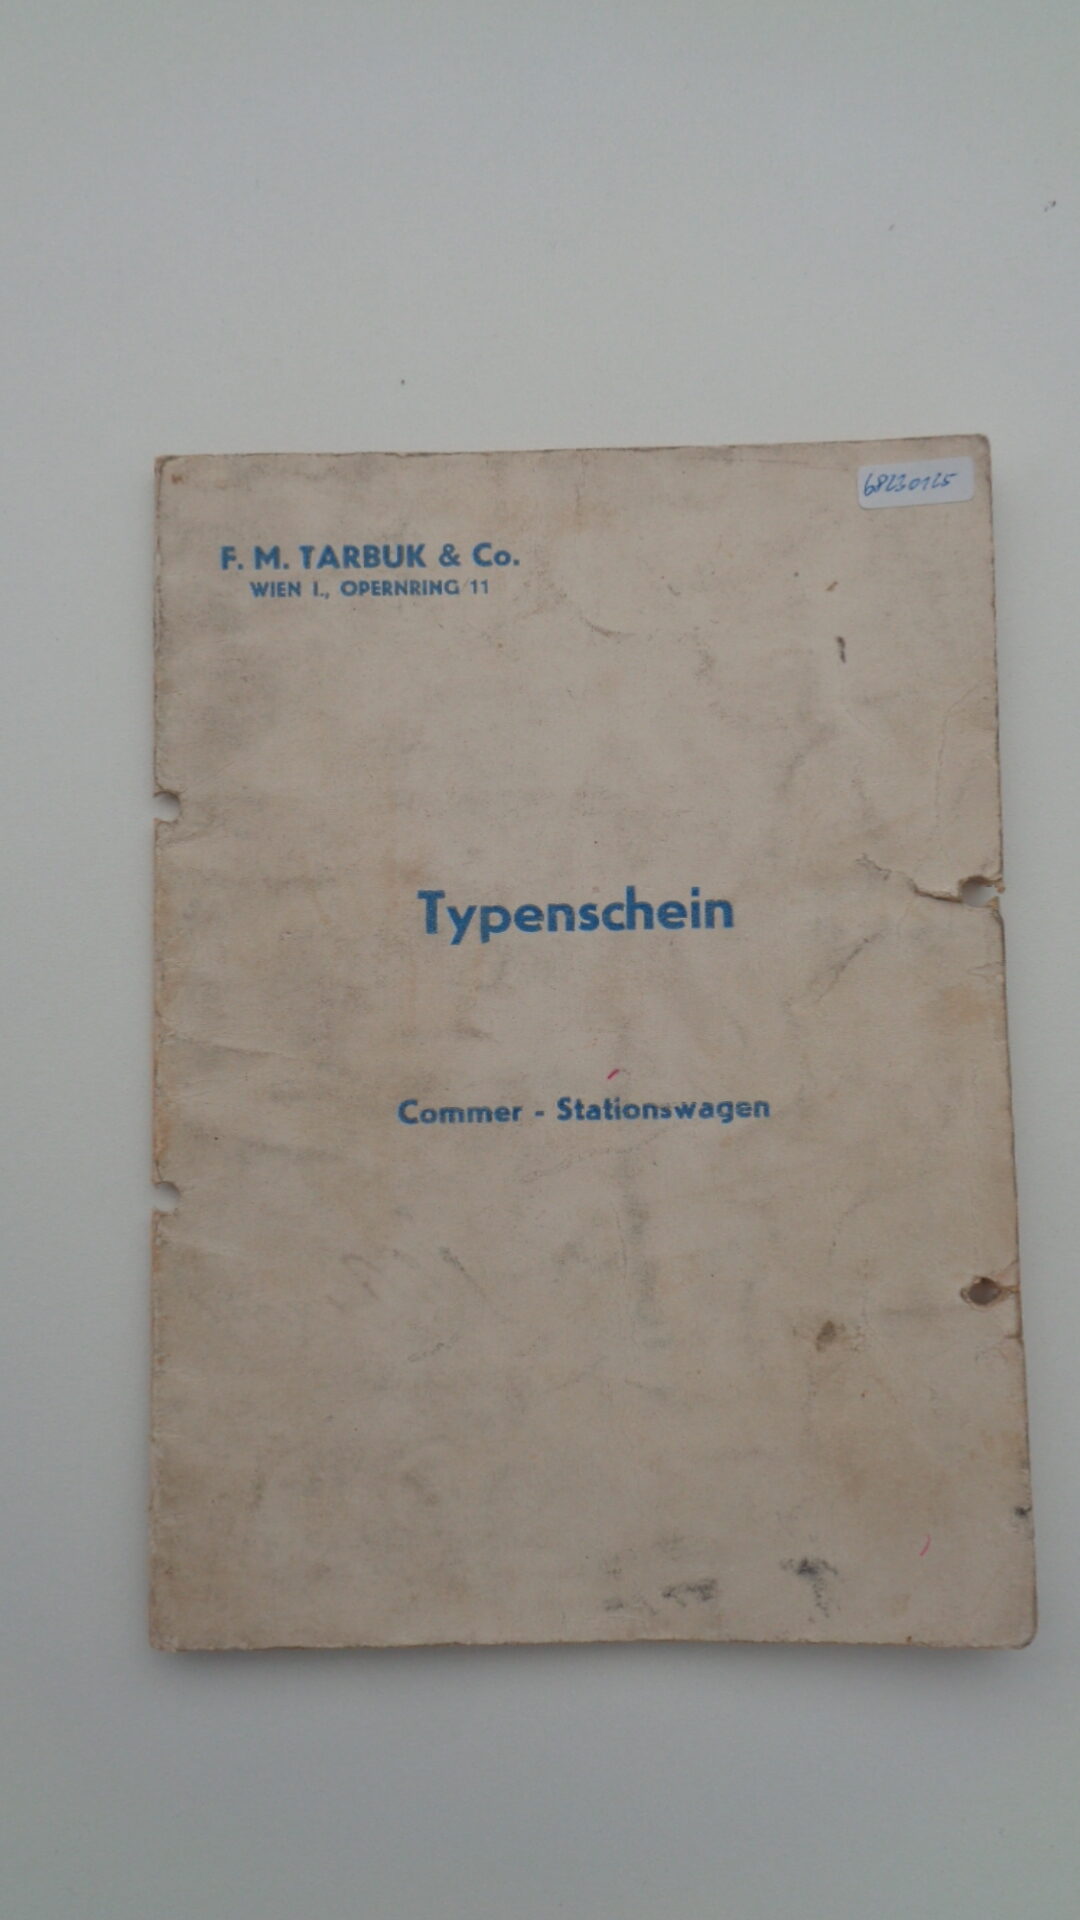 68230125
F. M. TARBUK & Co.
WIEN I., OPERNRING 11
Typenschein
Commer - Stationswagen